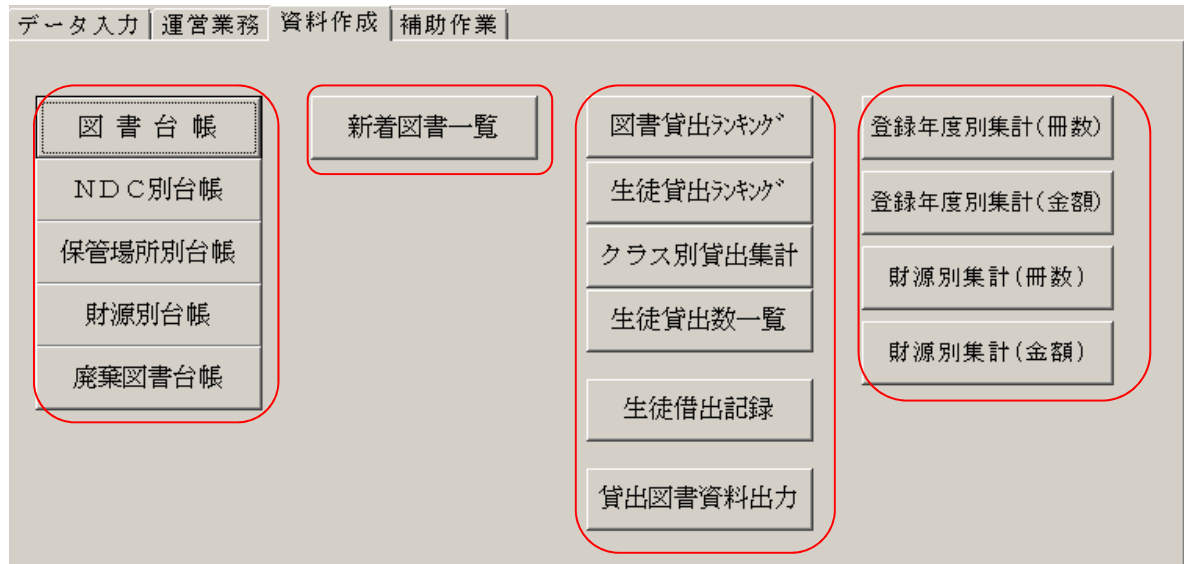 データ入力
運営業務
資料作成
補助作業
図書台帳
NDC別台帳
保管場所別台帳
財源別台帳
廃棄図書台帳
新着図書一覧
図書貸出ﾗﾝｷﾝｸﾞ
生徒貸出ﾗﾝｷﾝｸﾞ
クラス別貸出集計
生徒貸出数一覧
生徒借出記録
貸出図書資料出力
登録年度別集計(冊数)
登録年度別集計(金額)
財源別集計(冊数)
財源別集計(金額)